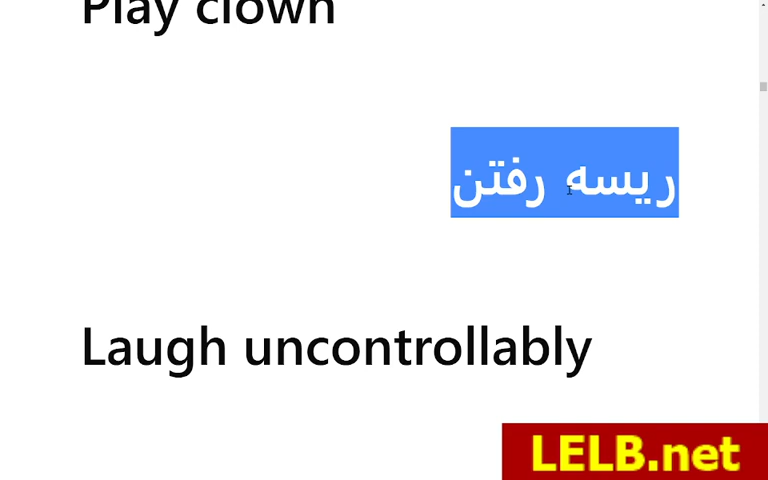 Play clown
ریسه رفتن
Laugh uncontrollably
LELB.net